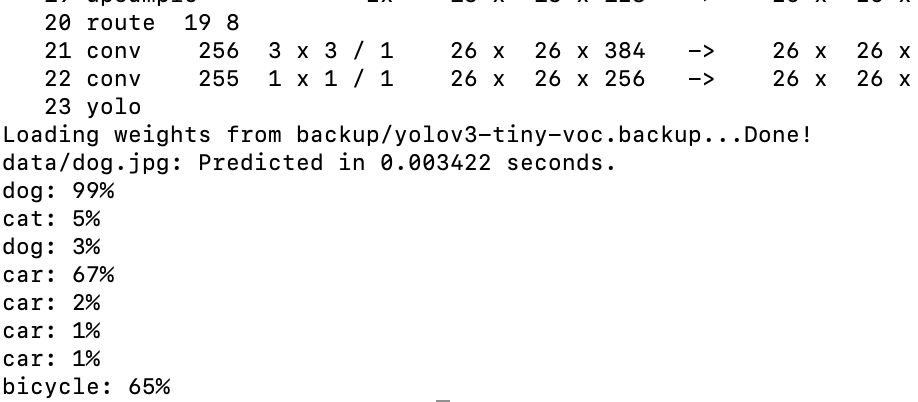 20 route 19 8
21 conv 256 3 x 3 / 1 26 x 26 x 384 -> 26 x 26 x
22 conv 255 1 x 1 / 1 26 x 26 x 256 -> 26 x 26 x
23 yolo
Loading weights from backup/yolov3-tiny-voc.backup...Done!
data/dog.jpg: Predicted in 0.003422 seconds.
dog: 99%
cat: 5%
dog: 3%
car: 67%
car: 2%
car: 1%
car: 1%
bicycle: 65%